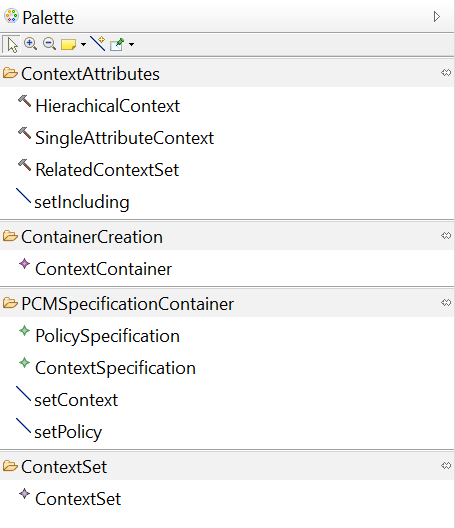 Palette
ContextAttributes
HierachicalContext
SingleAttributeContext
RelatedContextSet
setIncluding
ContainerCreation
ContextContainer
PCMSpecificationContainer
PolicySpecification
ContextSpecification
setContext
setPolicy
ContextSet
ContextSet